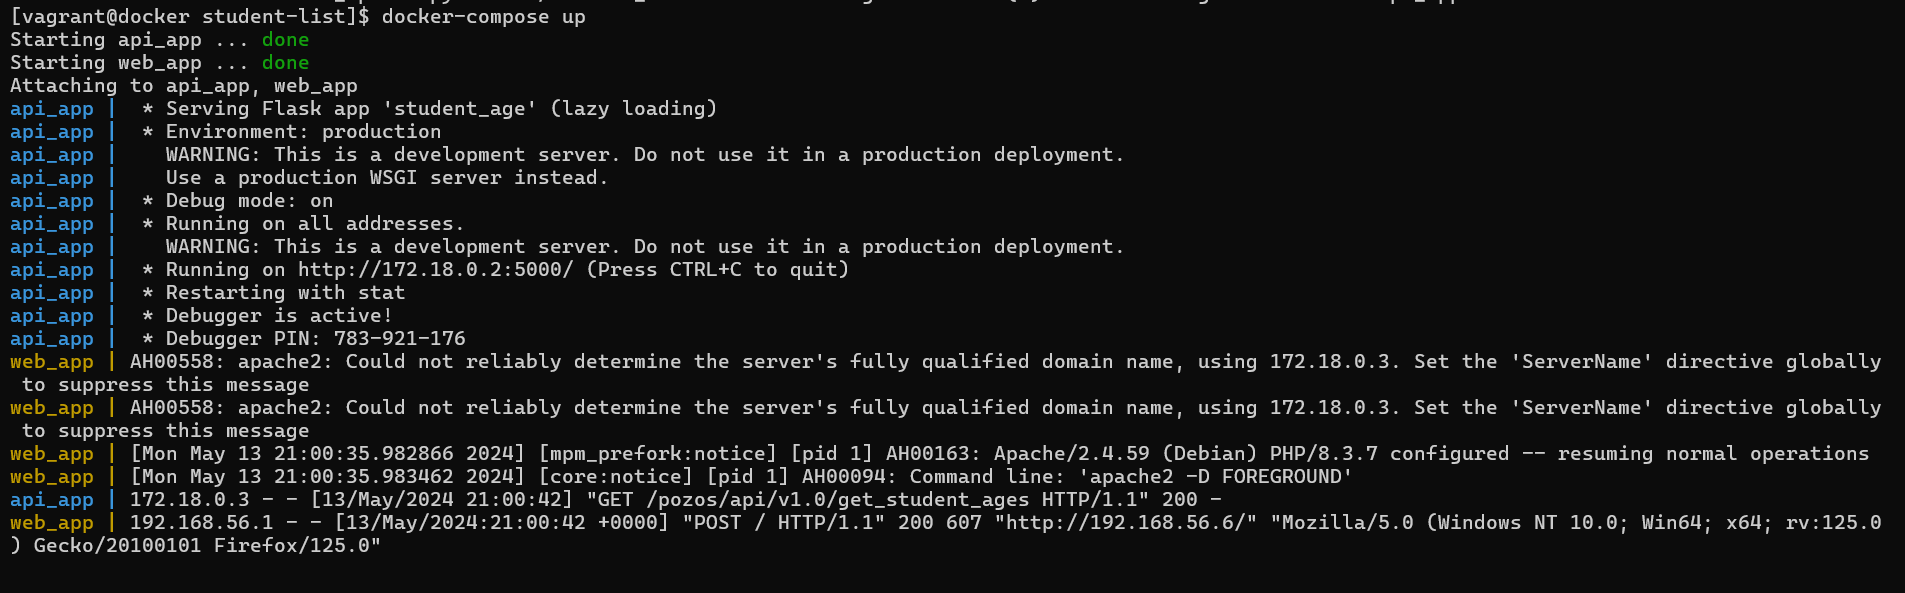 [vagrant@docker student-list]$ docker-compose up
Starting api_app ... done
Starting web_app ... done
Attaching to api_app, web_app
api_app |  * Serving Flask app 'student_age' (lazy loading)
api_app |  * Environment: production
api_app |    WARNING: This is a development server. Do not use it in a production deployment.
api_app |    Use a production WSGI server instead.
api_app |  * Debug mode: on
api_app |  * Running on all addresses.
api_app |    WARNING: This is a development server. Do not use it in a production deployment.
api_app |  * Running on http://172.18.0.2:5000/ (Press CTRL+C to quit)
api_app |  * Restarting with stat
api_app |  * Debugger is active!
api_app |  * Debugger PIN: 783-921-176
web_app | AH00558: apache2: Could not reliably determine the server's fully qualified domain name, using 172.18.0.3. Set the 'ServerName' directive globally
 to suppress this message
web_app | AH00558: apache2: Could not reliably determine the server's fully qualified domain name, using 172.18.0.3. Set the 'ServerName' directive globally
 to suppress this message
web_app | [Mon May 13 21:00:35.982866 2024] [mpm_prefork:notice] [pid 1] AH00163: Apache/2.4.59 (Debian) PHP/8.3.7 configured -- resuming normal operations
web_app | [Mon May 13 21:00:35.983462 2024] [core:notice] [pid 1] AH00094: Command line: 'apache2 -D FOREGROUND'
api_app | 172.18.0.3 - - [13/May/2024 21:00:42] "GET /pozos/api/v1.0/get_student_ages HTTP/1.1" 200 -
web_app | 192.168.56.1 - - [13/May/2024:21:00:42 +0000] "POST / HTTP/1.1" 200 607 "http://192.168.56.6/" "Mozilla/5.0 (Windows NT 10.0; Win64; x64; rv:125.0
) Gecko/20100101 Firefox/125.0"